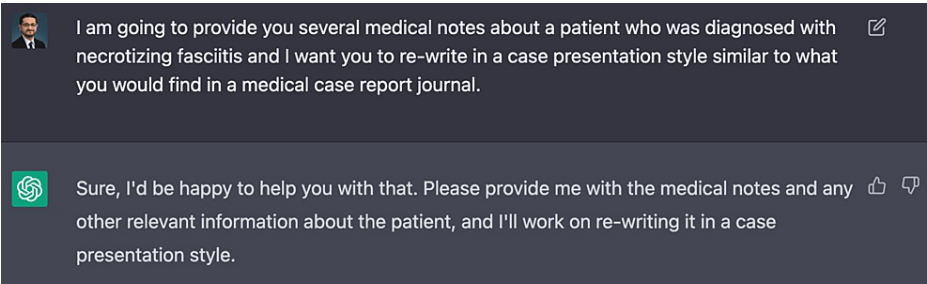 I am going to provide you several medical notes about a patient who was diagnosed with
necrotizing fasciitis and I want you to re-write in a case presentation style similar to what
you would find in a medical case report journal.
Sure, I'd be happy to help you with that. Please provide me with the medical notes and any
other relevant information about the patient, and I'll work on re-writing it in a case
presentation style.